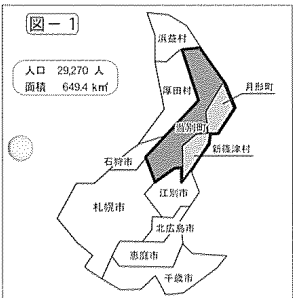 図－1
人口 29,270 人
面積 649.4 k㎡
浜益村
厚田村
月形町
当別町
新篠津村
石狩市
江別市
札幌市
北広島市
恵庭市
千歳市